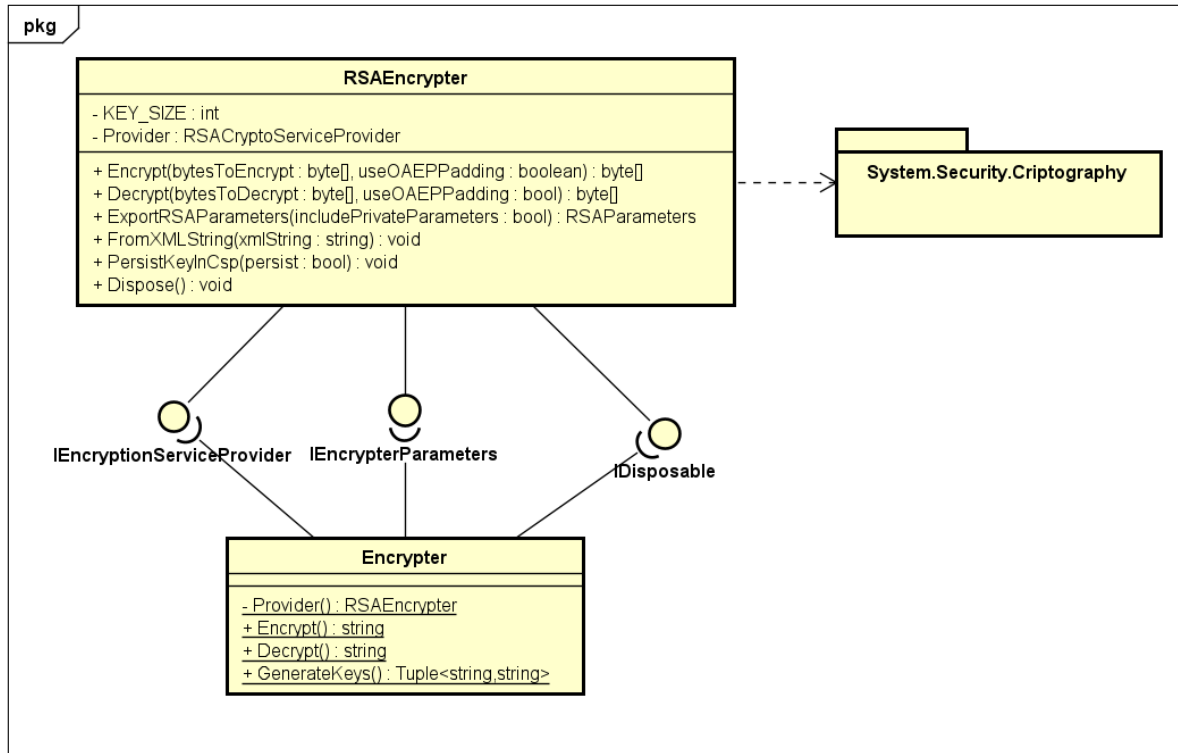 pkg
RSAEncrypter
- KEY_SIZE : int
- Provider : RSACryptoServiceProvider
+ Encrypt(bytesToEncrypt : byte[], useOAEPPadding : boolean) : byte[]
+ Decrypt(bytesToDecrypt : byte[], useOAEPPadding : bool) : byte[]
+ ExportRSAParameters(includePrivateParameters : bool) : RSAParameters
+ FromXMLString(xmlString : string) : void
+ PersistKeyInCsp(persist : bool) : void
+ Dispose() : void
System.Security.Criptography
IEncryptionServiceProvider
IEncrypterParameters
IDisposable
Encrypter
- Provider() : RSAEncrypter
+ Encrypt() : string
+ Decrypt() : string
+ GenerateKeys() : Tuple<string,string>